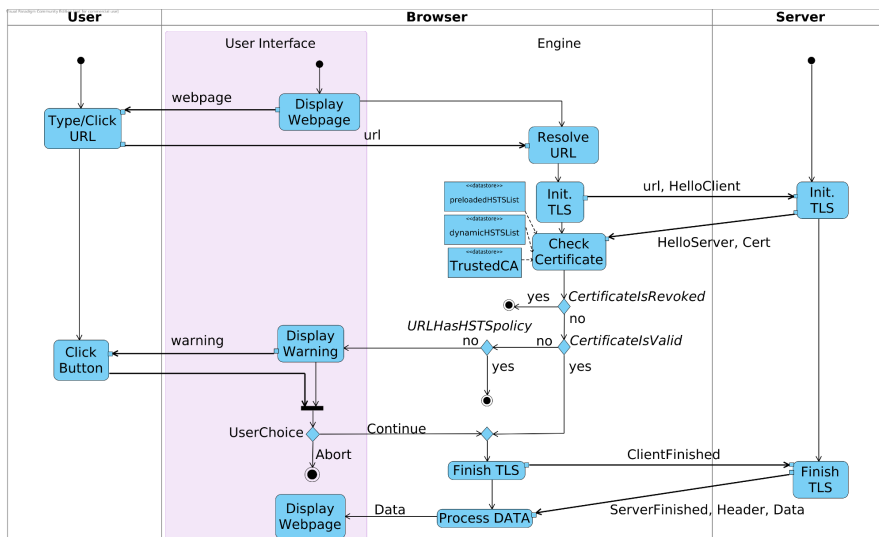 User
Browser
Server
User Interface
Engine
webpage
Display
Webpage
Type/Click
URL
url
Resolve
URL
<<datastore>>
preloadedHSTSList
Init.
TLS
url, HelloClient
Init.
TLS
<<datastore>>
dynamicHSTSList
HelloServer, Cert
Check
Certificate
<<datastore>>
TrustedCA
yes
CertificateIsRevoked
no
URLHasHSTSpolicy
warning
Display
Warning
no
no
CertificateIsValid
Click
Button
yes
yes
UserChoice
Continue
Abort
ClientFinished
Finish TLS
Finish
TLS
Display
Webpage
Data
Process DATA
ServerFinished, Header, Data